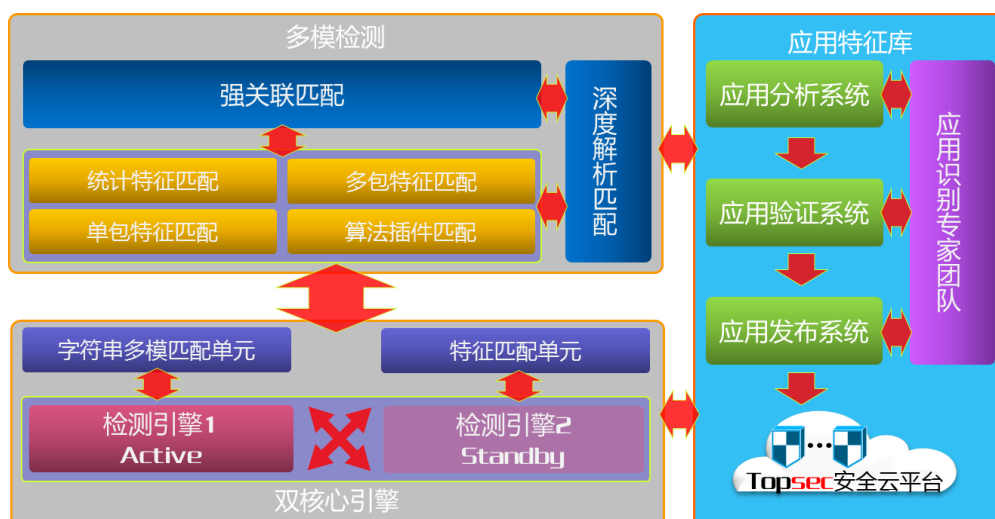 多模检测
强关联匹配
深度解析匹配
统计特征匹配
多包特征匹配
单包特征匹配
算法插件匹配
字符串多模匹配单元
特征匹配单元
检测引擎1
Active
检测引擎2
Standby
双核心引擎
应用特征库
应用分析系统
应用验证系统
应用发布系统
应用识别专家团队
Topsec安全云平台